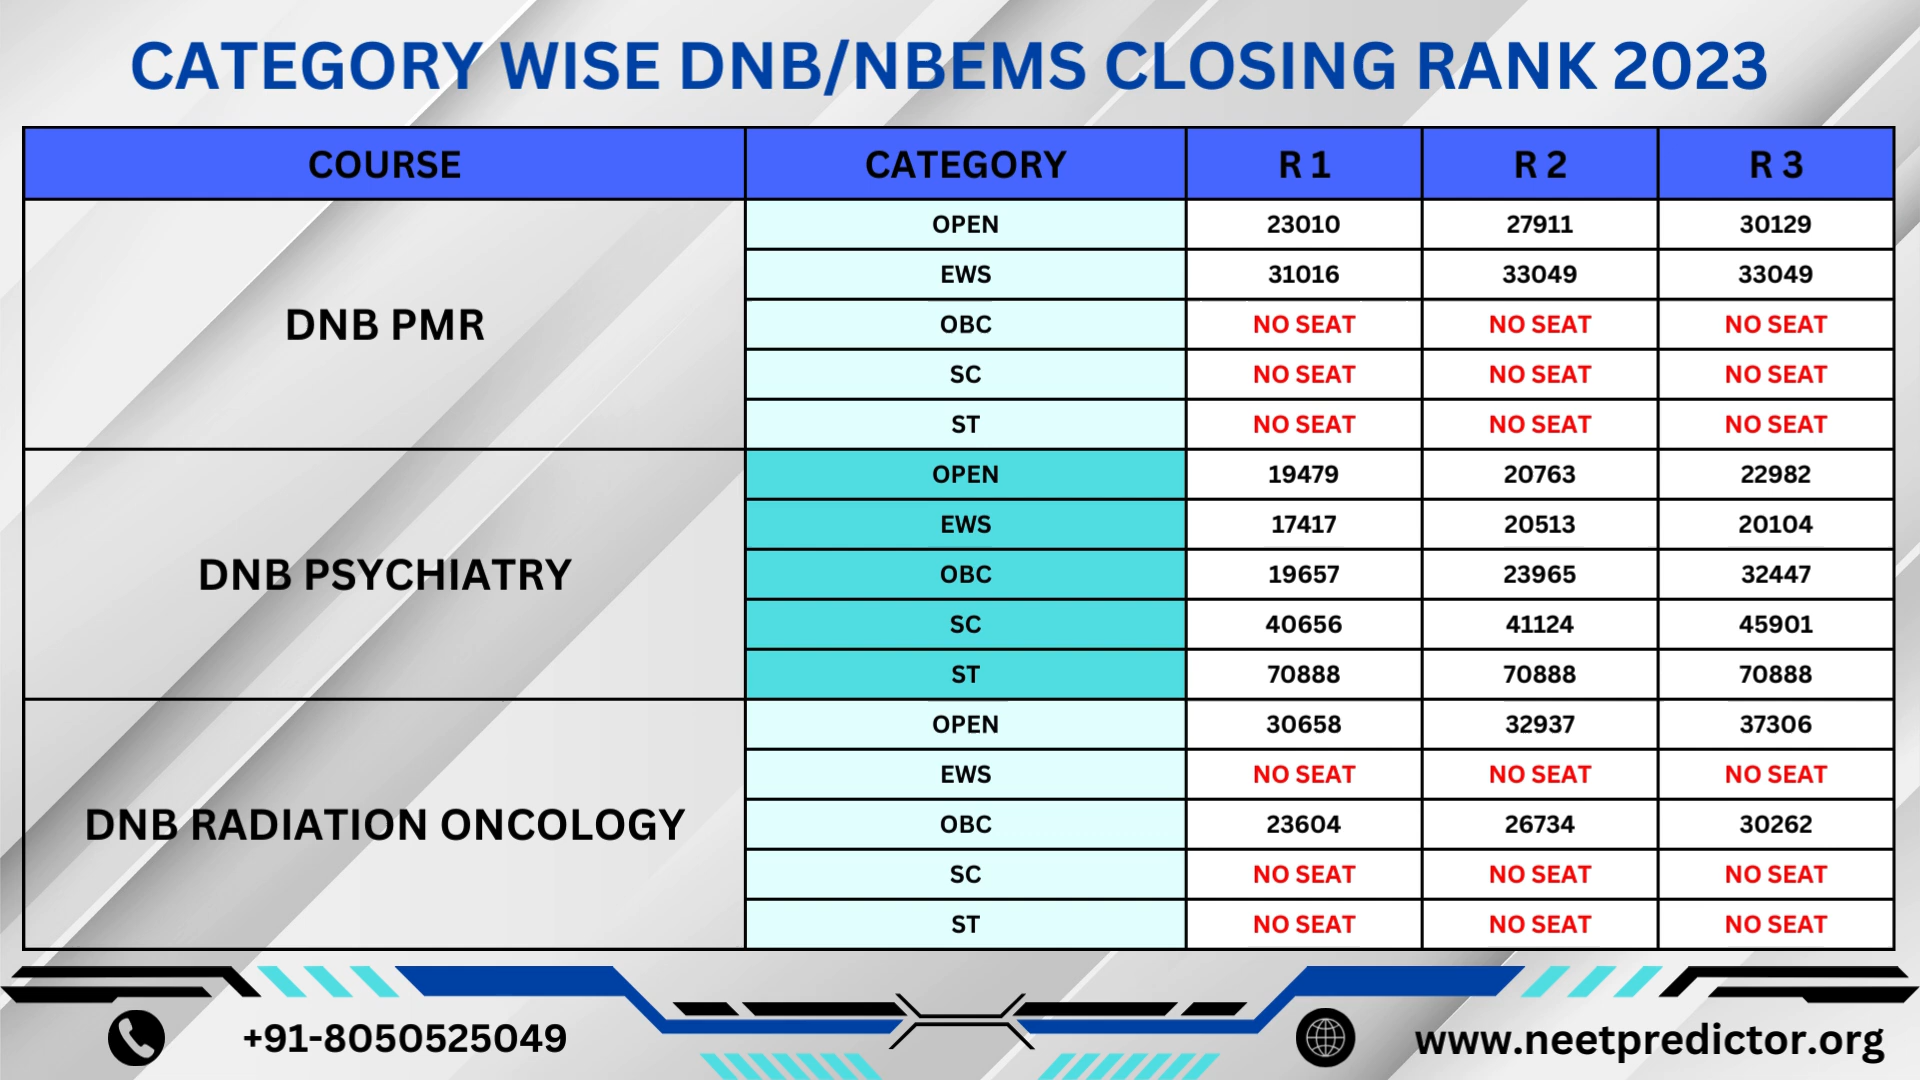 CATEGORY WISE DNB/NBEMS CLOSING RANK 2023
COURSE CATEGORY R 1 R 2 R 3
DNB PMR
OPEN 23010 27911 30129
EWS 31016 33049 33049
OBC NO SEAT NO SEAT NO SEAT
SC NO SEAT NO SEAT NO SEAT
ST NO SEAT NO SEAT NO SEAT
DNB PSYCHIATRY
OPEN 19479 20763 22982
EWS 17417 20513 20104
OBC 19657 23965 32447
SC 40656 41124 45901
ST 70888 70888 70888
DNB RADIATION ONCOLOGY
OPEN 30658 32937 37306
EWS NO SEAT NO SEAT NO SEAT
OBC 23604 26734 30262
SC NO SEAT NO SEAT NO SEAT
ST NO SEAT NO SEAT NO SEAT
+91-8050525049 www.neetpredictor.org